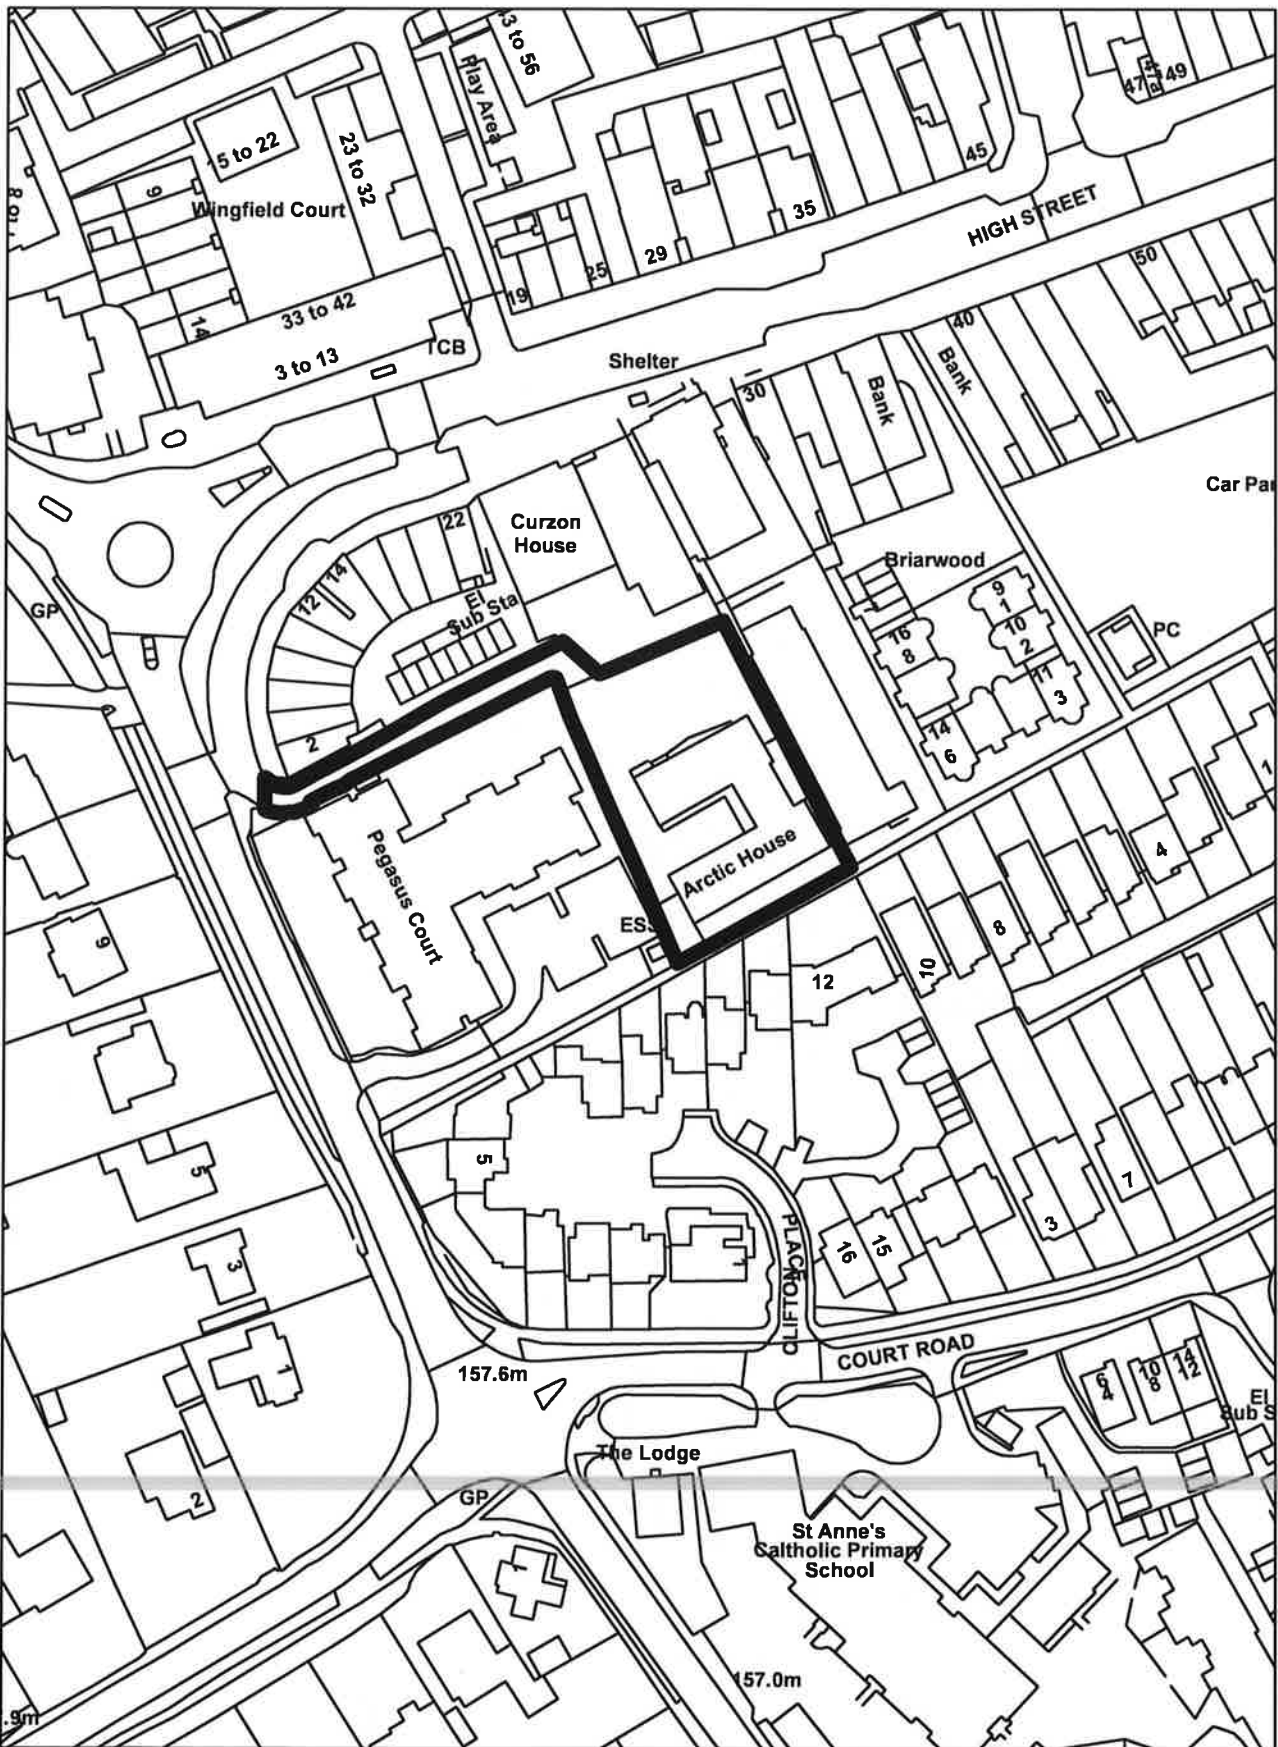 43 to 56
Play Area
47
47a
49
15 to 22
23 to 32
45
9
Wingfield Court
35
HIGH STREET
29
25
50
19
33 to 42
14
40
TCB
3 to 13
Shelter
Bank
30
Bank
Car Par
22
Curzon
House
Briarwood
14
12
GP
El
Sub Sta
9
1
10
2
16
8
PC
11
3
2
14
6
1
Pegasus Court
Arctic House
4
ESS
8
9
12
10
5
5
7
3
3
PLACE
CLIFTON
16
15
1
COURT ROAD
157.6m
1
6
4
10
8
14
12
El
Sub S
The Lodge
2
GP
St Anne's
Caltholic Primary
School
1
157.0m
.9m